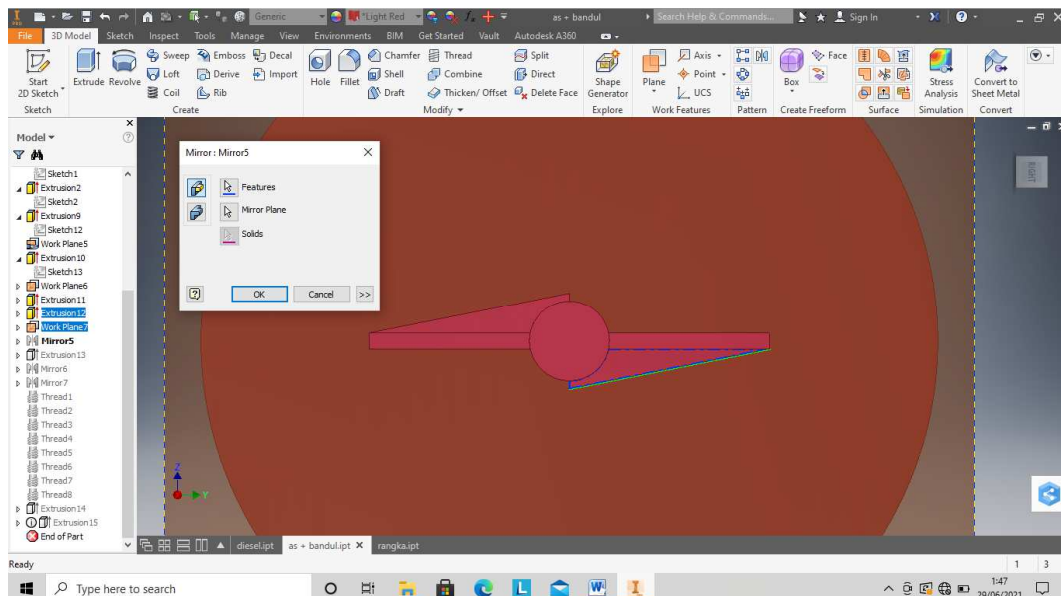 PRO
Generic
*Light Red
as + bandul
Search Help & Commands...
Sign In
File 3D Model Sketch Inspect Tools Manage View Environments BIM Get Started Vault Autodesk A360
Start 2D Sketch
Extrude Revolve
Sweep Emboss Decal
Loft Derive Import
Coil Rib
Hole Fillet
Chamfer Thread Split
Shell Combine Direct
Draft Thicken/ Offset Delete Face
Shape Generator
Plane
Axis
Point
UCS
Box
Face
Stress Analysis
Convert to Sheet Metal
Sketch Create Modify Explore Work Features Pattern Create Freeform Surface Simulation Convert
Model
Sketch1
Extrusion2
Sketch2
Extrusion9
Sketch12
Work Plane5
Extrusion10
Sketch13
Work Plane6
Extrusion11
Extrusion12
Work Plane7
Mirror5
Extrusion13
Mirror6
Mirror7
Thread1
Thread2
Thread3
Thread4
Thread5
Thread6
Thread7
Thread8
Extrusion14
Extrusion15
End of Part
Mirror : Mirror5
Features
Mirror Plane
Solids
OK Cancel >>
RIGHT
Z
Y
diesel.ipt as + bandul.ipt rangka.ipt
Ready 1 3
Type here to search
1:47
29/06/2021